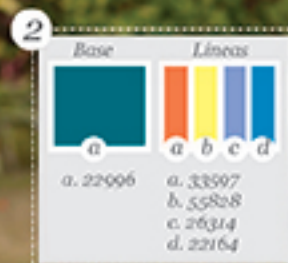 2
Base Líneas
a a b c d
a. 22996 a. 33597
b. 55828
c. 26314
d. 22164